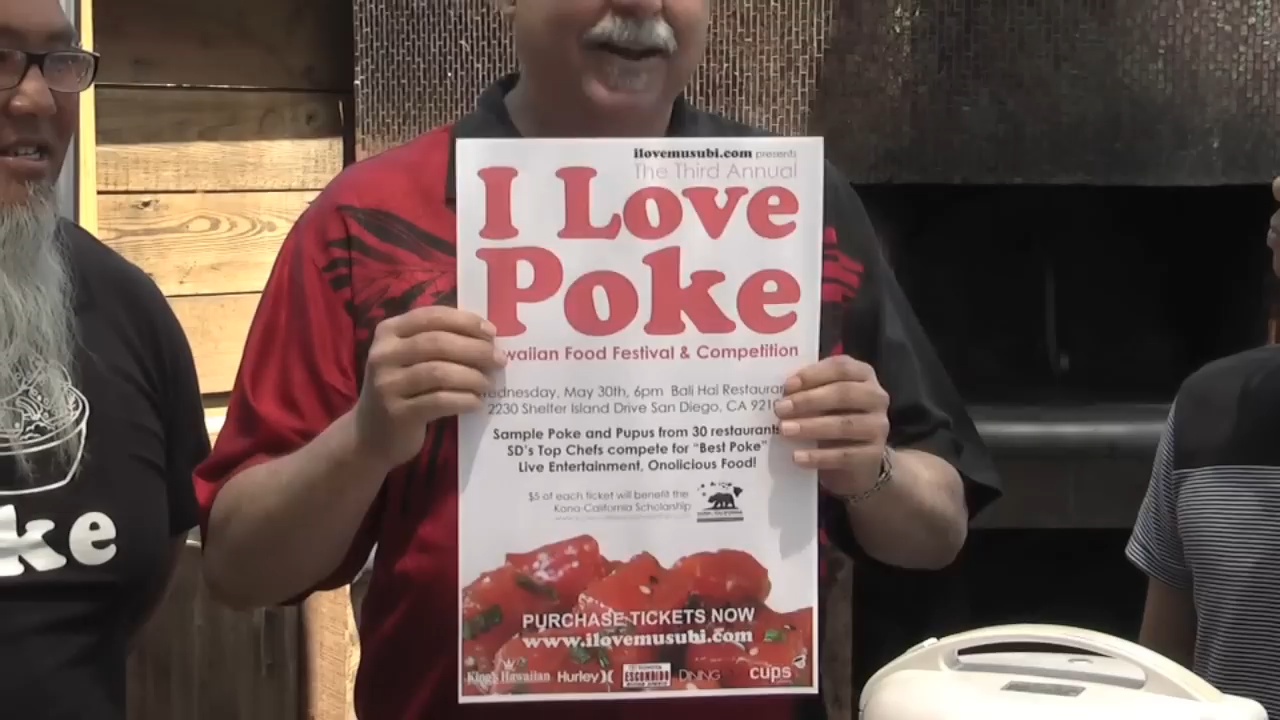 ilovemusubi.com presents
The Third Annual
I Love
Poke
waiian Food Festival & Competition
ednesday, May 30th, 6pm Bali Hai Restauran
2230 Shelter Island Drive San Diego, CA 9210
Sample Poke and Pupus from 30 restaurants
SD's Top Chefs compete for "Best Poke"
Live Entertainment, Onolicious Food!
$5 of each ticket will benefit the
Kona-California Scholarship
PURCHASE TICKETS NOW
www.ilovemusubi.com
King's Hawaiian Hurley ESCONDIDO DINING cups
ke